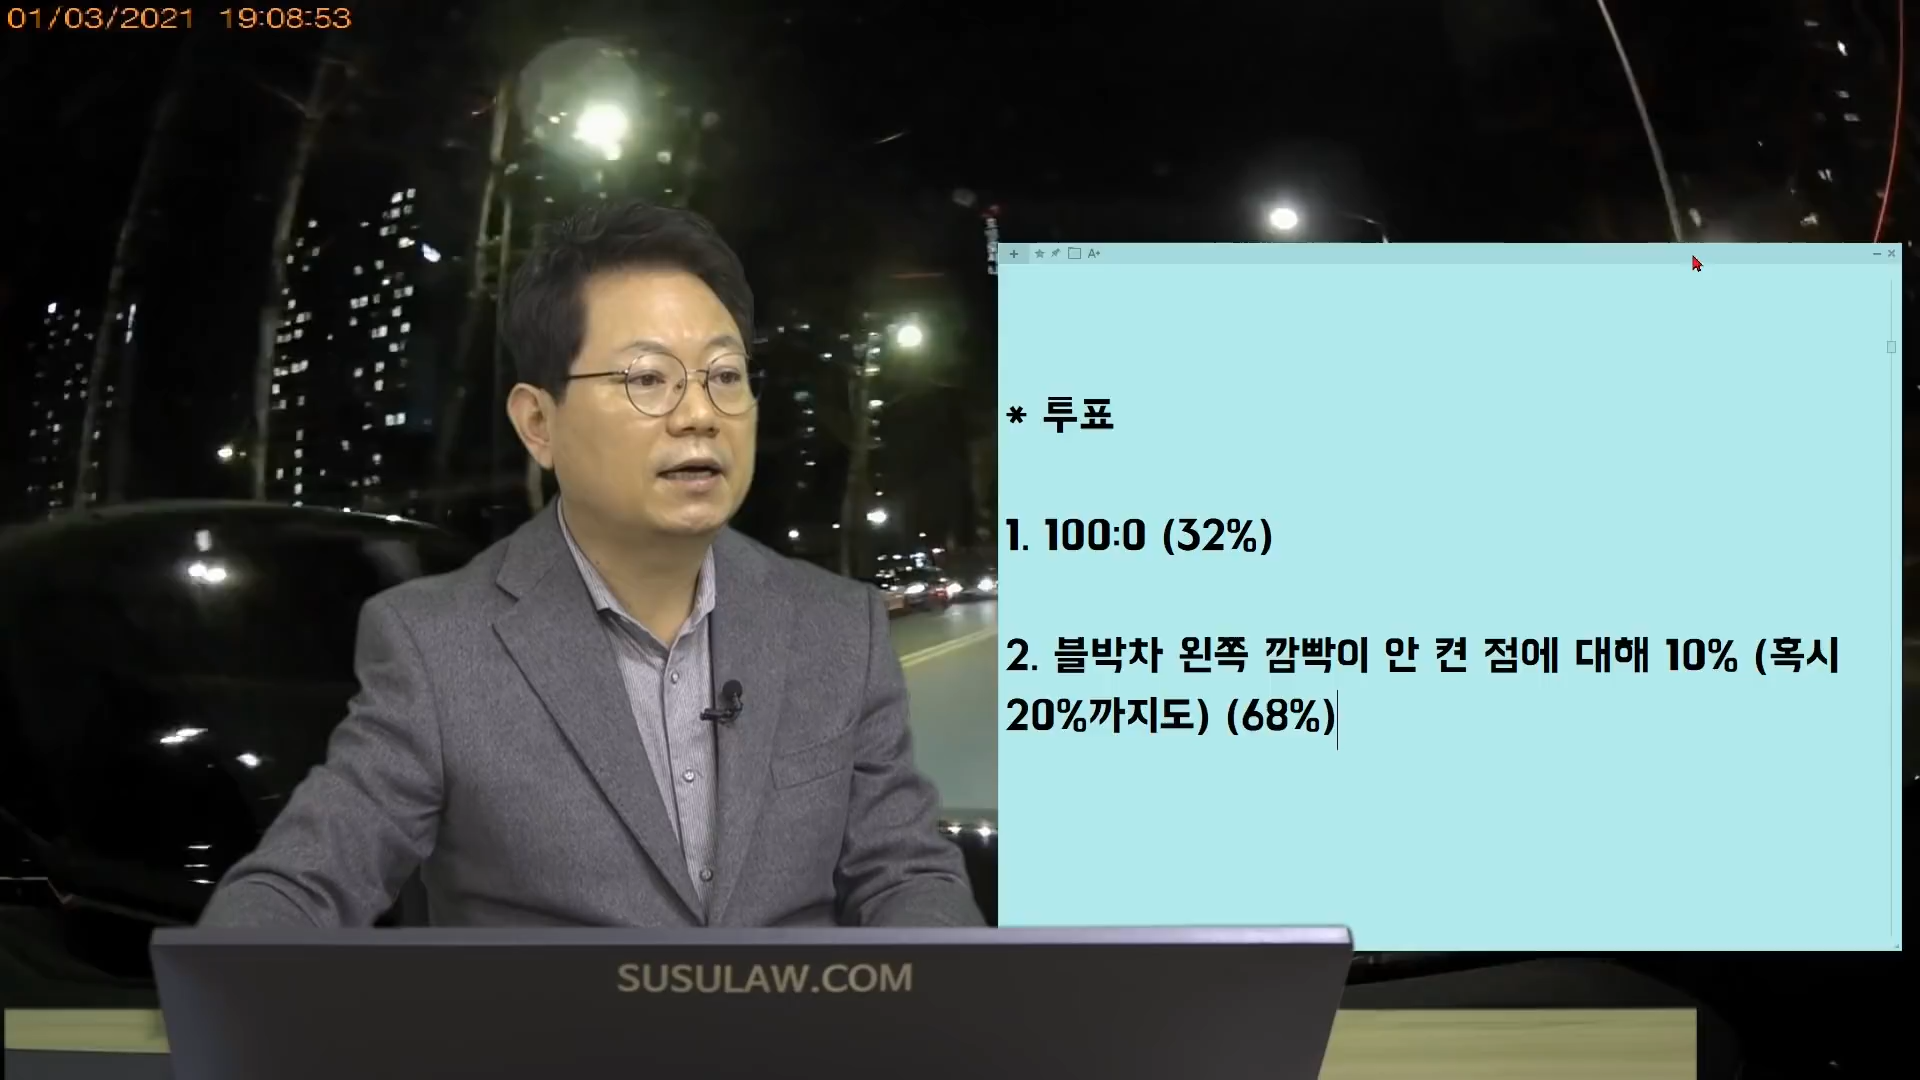 01/03/2021 19:08:53
* 투표
1. 100:0 (32%)
2. 블박차 왼쪽 깜빡이 안 켠 점에 대해 10% (혹시
20%까지도) (68%)
SUSULAW.COM